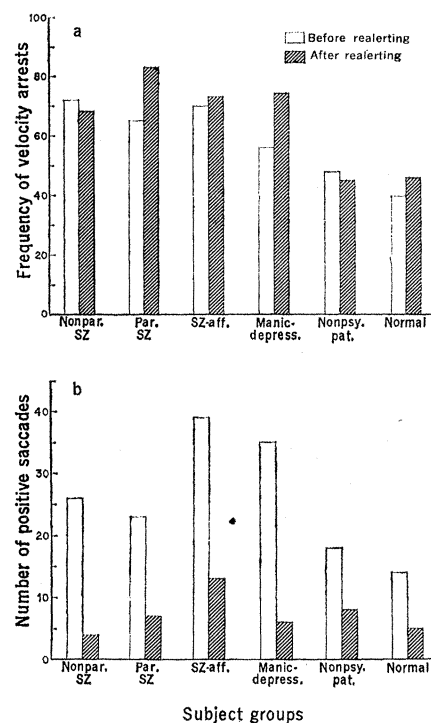 a
Before realerting
After realerting
Frequency of velocity arrests
100
80
60
40
20
0
Nonpar. SZ
Par. SZ
SZ-aff.
Manic-depress.
Nonpsy. pat.
Normal
b
Number of positive saccades
40
30
20
10
0
Nonpar. SZ
Par. SZ
SZ-aff.
Manic-depress.
Nonpsy. pat.
Normal
Subject groups